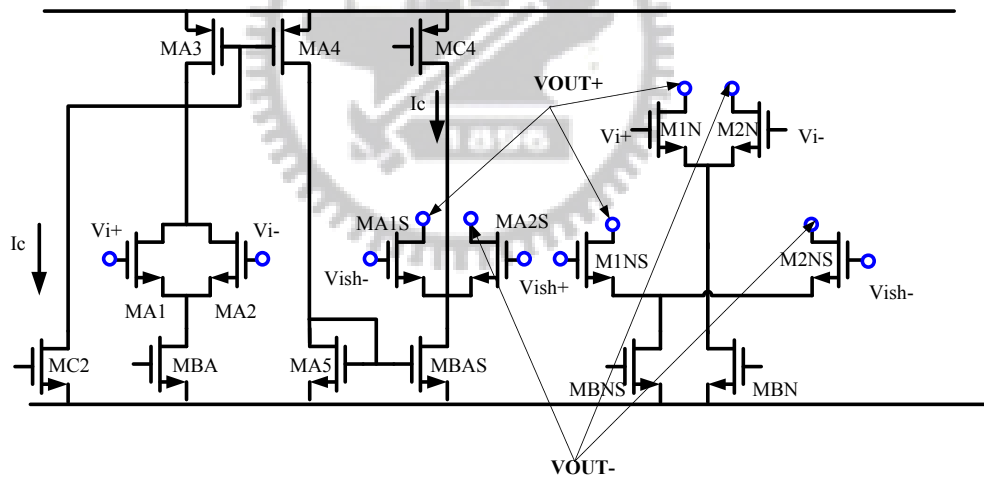 MA3
MA4
MC4
VOUT+
Ic
1896
Vi+
M1N
M2N
Vi-
Ic
Vi+
Vi-
MA1S
MA2S
Vish-
Vish+
M1NS
M2NS
Vish-
MA1
MA2
MC2
MBA
MA5
MBAS
MBNS
MBN
VOUT-